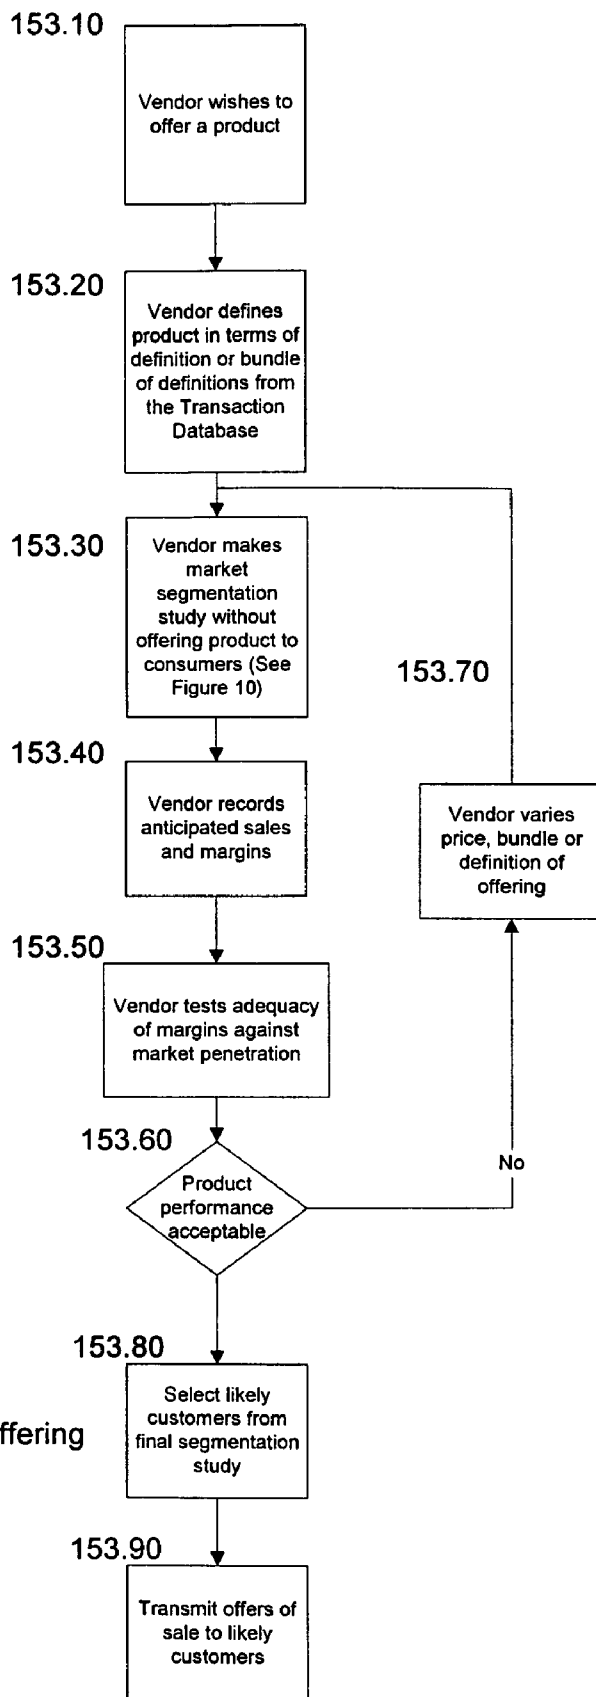 153.10
Vendor wishes to
offer a product
153.20
Vendor defines
product in terms of
definition or bundle
of definitions from
the Transaction
Database
153.30
Vendor makes
market
segmentation
study without
offering product to
consumers (See
Figure 10)
153.70
153.40
Vendor records
anticipated sales
and margins
Vendor varies
price, bundle or
definition of
offering
153.50
Vendor tests adequacy
of margins against
market penetration
153.60
Product
performance
acceptable
No
153.80
Select likely
customers from
final segmentation
study
ffering
153.90
Transmit offers of
sale to likely
customers